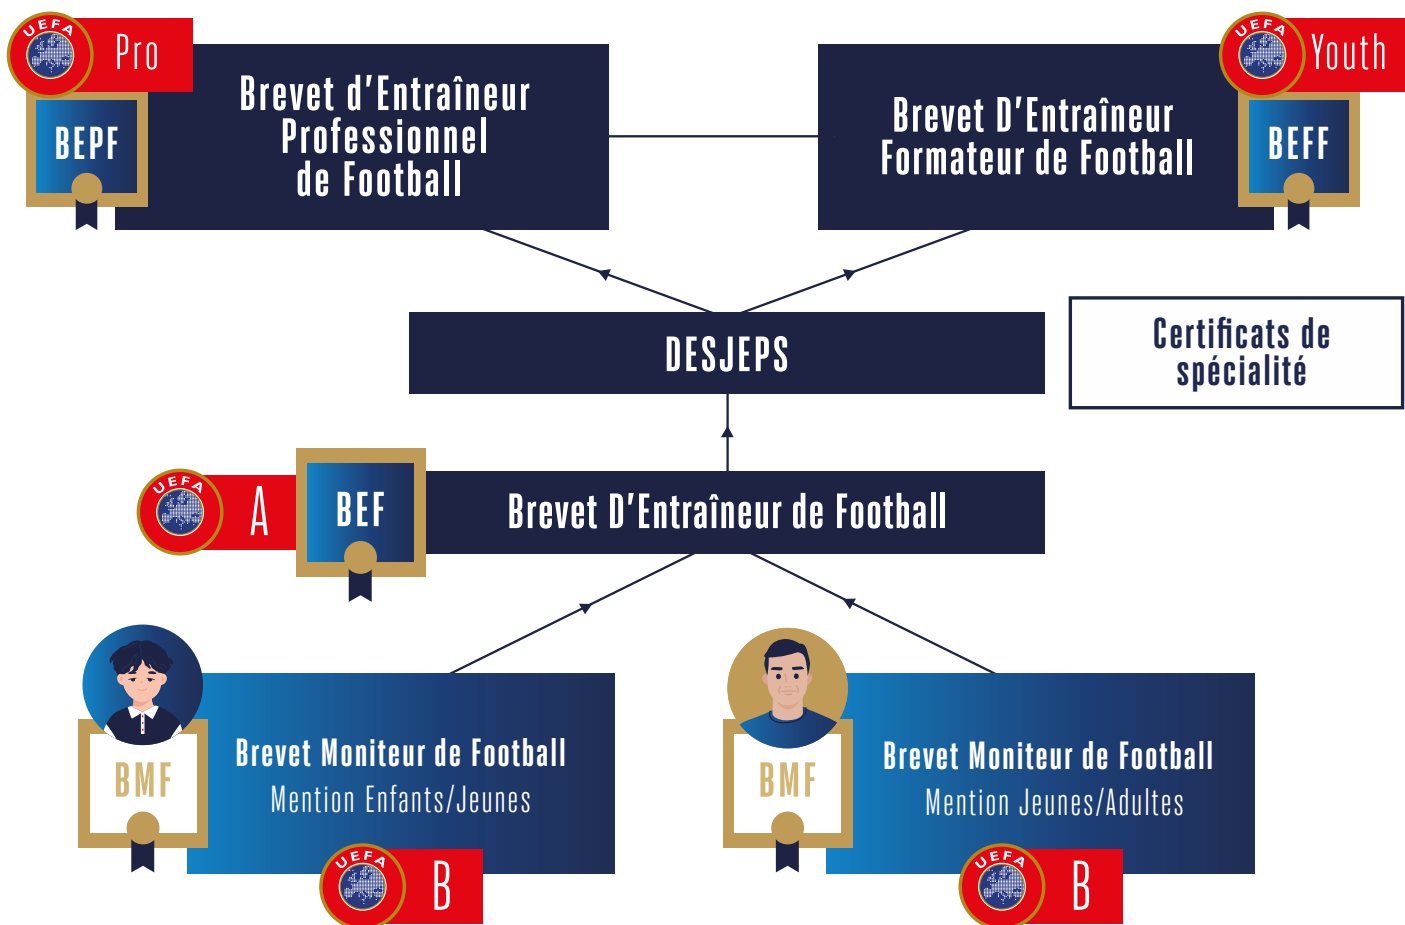 UEFA
Pro
BEPF
Brevet d'Entraîneur
Professionnel
de Football
Brevet D'Entraîneur
Formateur de Football
UEFA
Youth
BEFF
DESJEPS
Certificats de
spécialité
UEFA
A
BEF
Brevet D'Entraîneur de Football
BMF
Brevet Moniteur de Football
Mention Enfants/Jeunes
UEFA
B
BMF
Brevet Moniteur de Football
Mention Jeunes/Adultes
UEFA
B